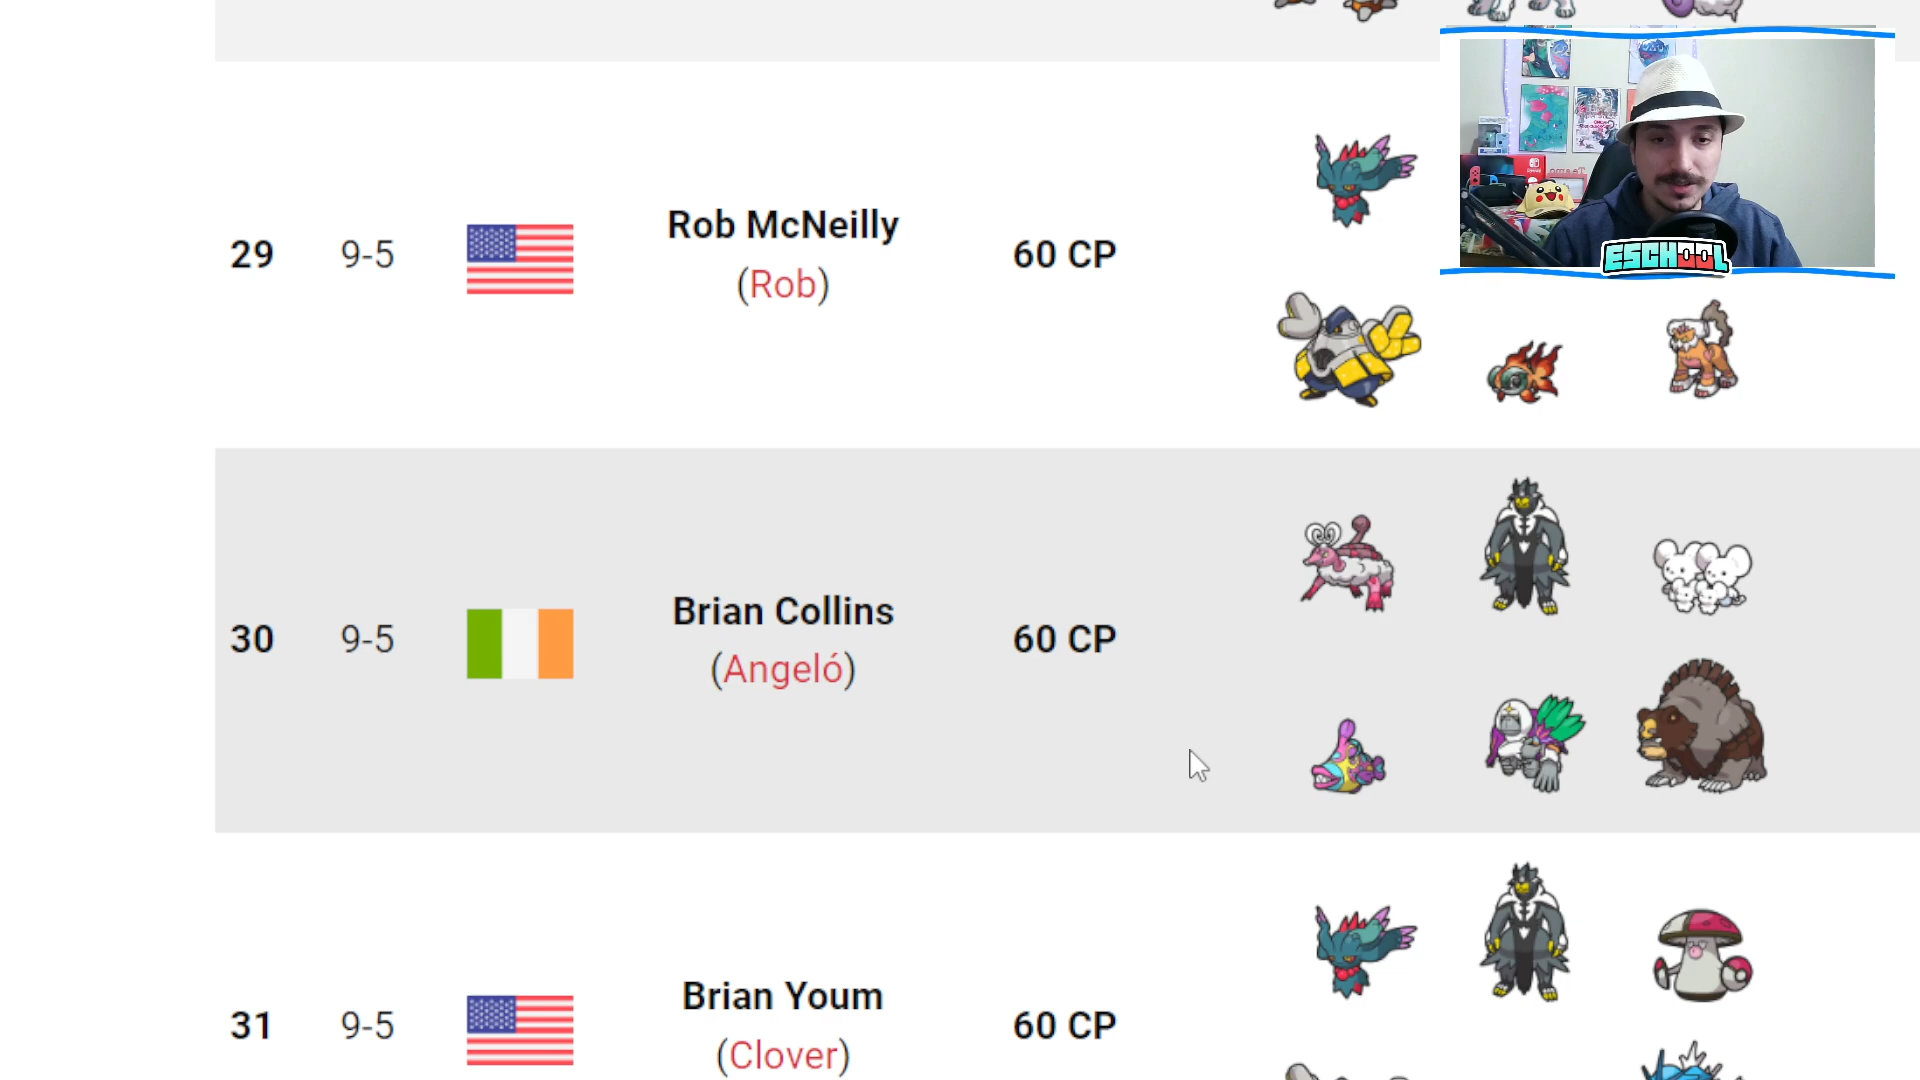 29 9-5 Rob McNeilly 60 CP
(Rob)
ESCHOOL
30 9-5 Brian Collins 60 CP
(Angeló)
31 9-5 Brian Youm 60 CP
(Clover)